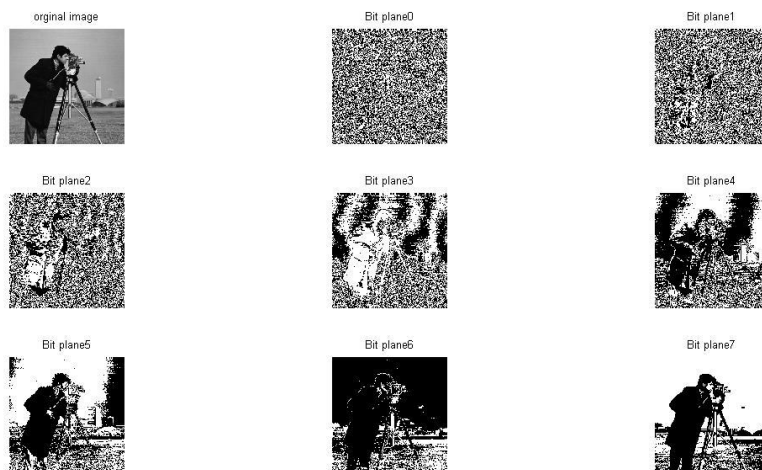 orginal image
Bit plane0
Bit plane1
Bit plane2
Bit plane3
Bit plane4
Bit plane5
Bit plane6
Bit plane7